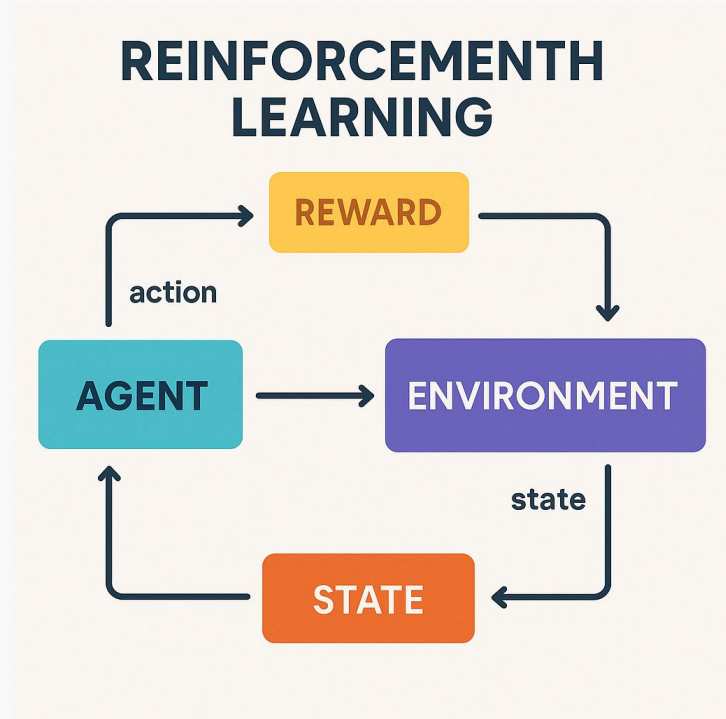 REINFORCEMENTH
LEARNING
REWARD
action
AGENT
ENVIRONMENT
state
STATE